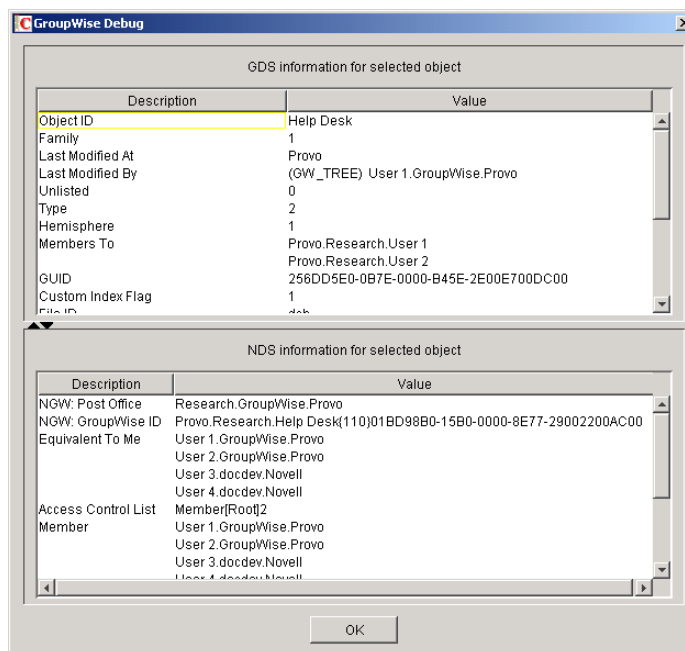 GroupWise Debug
GDS information for selected object
Description Value
Object ID Help Desk
Family 1
Last Modified At Provo
Last Modified By (GW_TREE) User 1.GroupWise.Provo
Unlisted 0
Type 2
Hemisphere 1
Members To Provo.Research.User 1
Provo.Research.User 2
GUID 256DD5E0-0B7E-0000-B45E-2E00E700DC00
Custom Index Flag 1
File ID
NDS information for selected object
Description Value
NGW: Post Office Research.GroupWise.Provo
NGW: GroupWise ID Provo.Research.Help Desk{110}01BD98B0-15B0-0000-8E77-29002200AC00
Equivalent To Me User 1.GroupWise.Provo
User 2.GroupWise.Provo
User 3.docdev.Novell
User 4.docdev.Novell
Access Control List Member[Root]2
Member User 1.GroupWise.Provo
User 2.GroupWise.Provo
User 3.docdev.Novell
User 4.docdev.Novell
OK